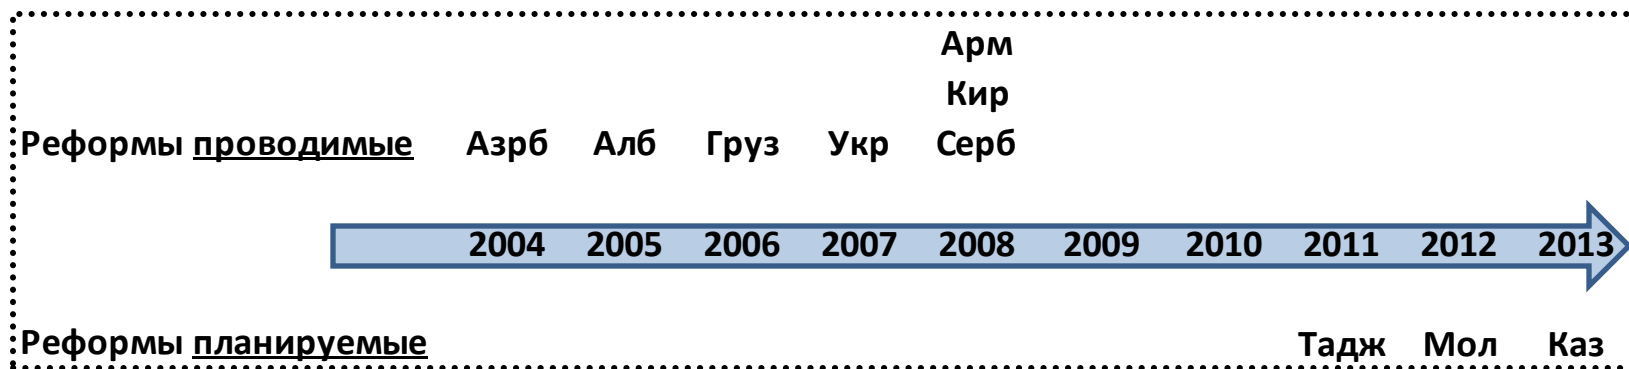 Арм
Кир
Реформы проводимые Азрб Алб Груз Укр Серб
2004 2005 2006 2007 2008 2009 2010 2011 2012 2013
Реформы планируемые Тадж Мол Каз